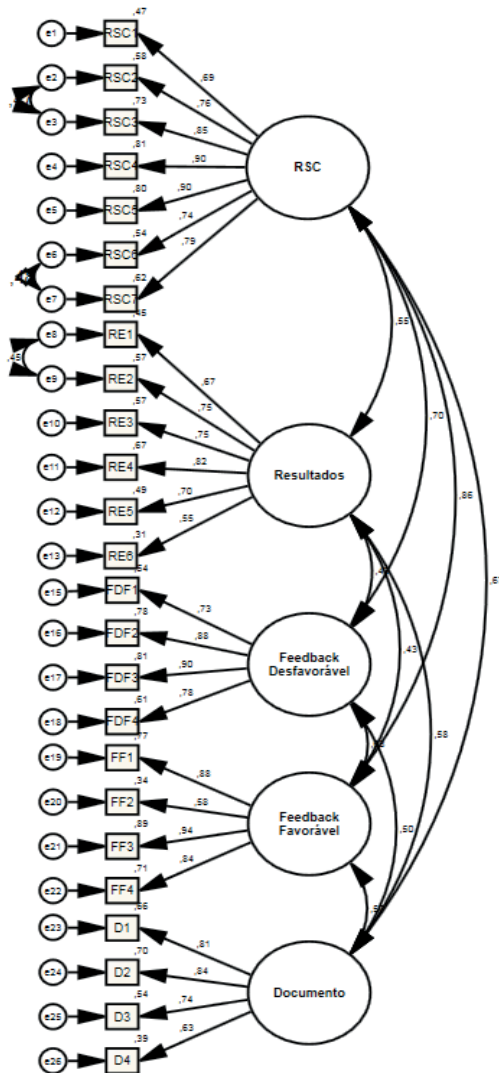 ,47
e1 RSC1
,58
,69
e2 RSC2
,76
,73
e3 RSC3
,85
,81
e4 RSC4
,90
RSC
,80
e5 RSC5
,90
,74
,54
e6 RSC6
,79
,62
e7 RSC7
,45
e8 RE1
,45
,55
,57
,67
e9 RE2
,75
,70
,57
e10 RE3
,75
,67
e11 RE4
,82
Resultados
,86
,49
e12 RE5
,70
,31
,55
e13 RE6
,54
e15 FDF1
,73
,43
,78
e16 FDF2
,88
,81
e17 FDF3
,90
Feedback
Desfavorável
,61
e18 FDF4
,78
,77
e19 FF1
,88
,58
,34
e20 FF2
,58
,89
e21 FF3
,94
Feedback
Favorável
,50
,71
e22 FF4
,84
,66
e23 D1
,81
,70
e24 D2
,84
,54
e25 D3
,74
Documento
,39
e26 D4
,63